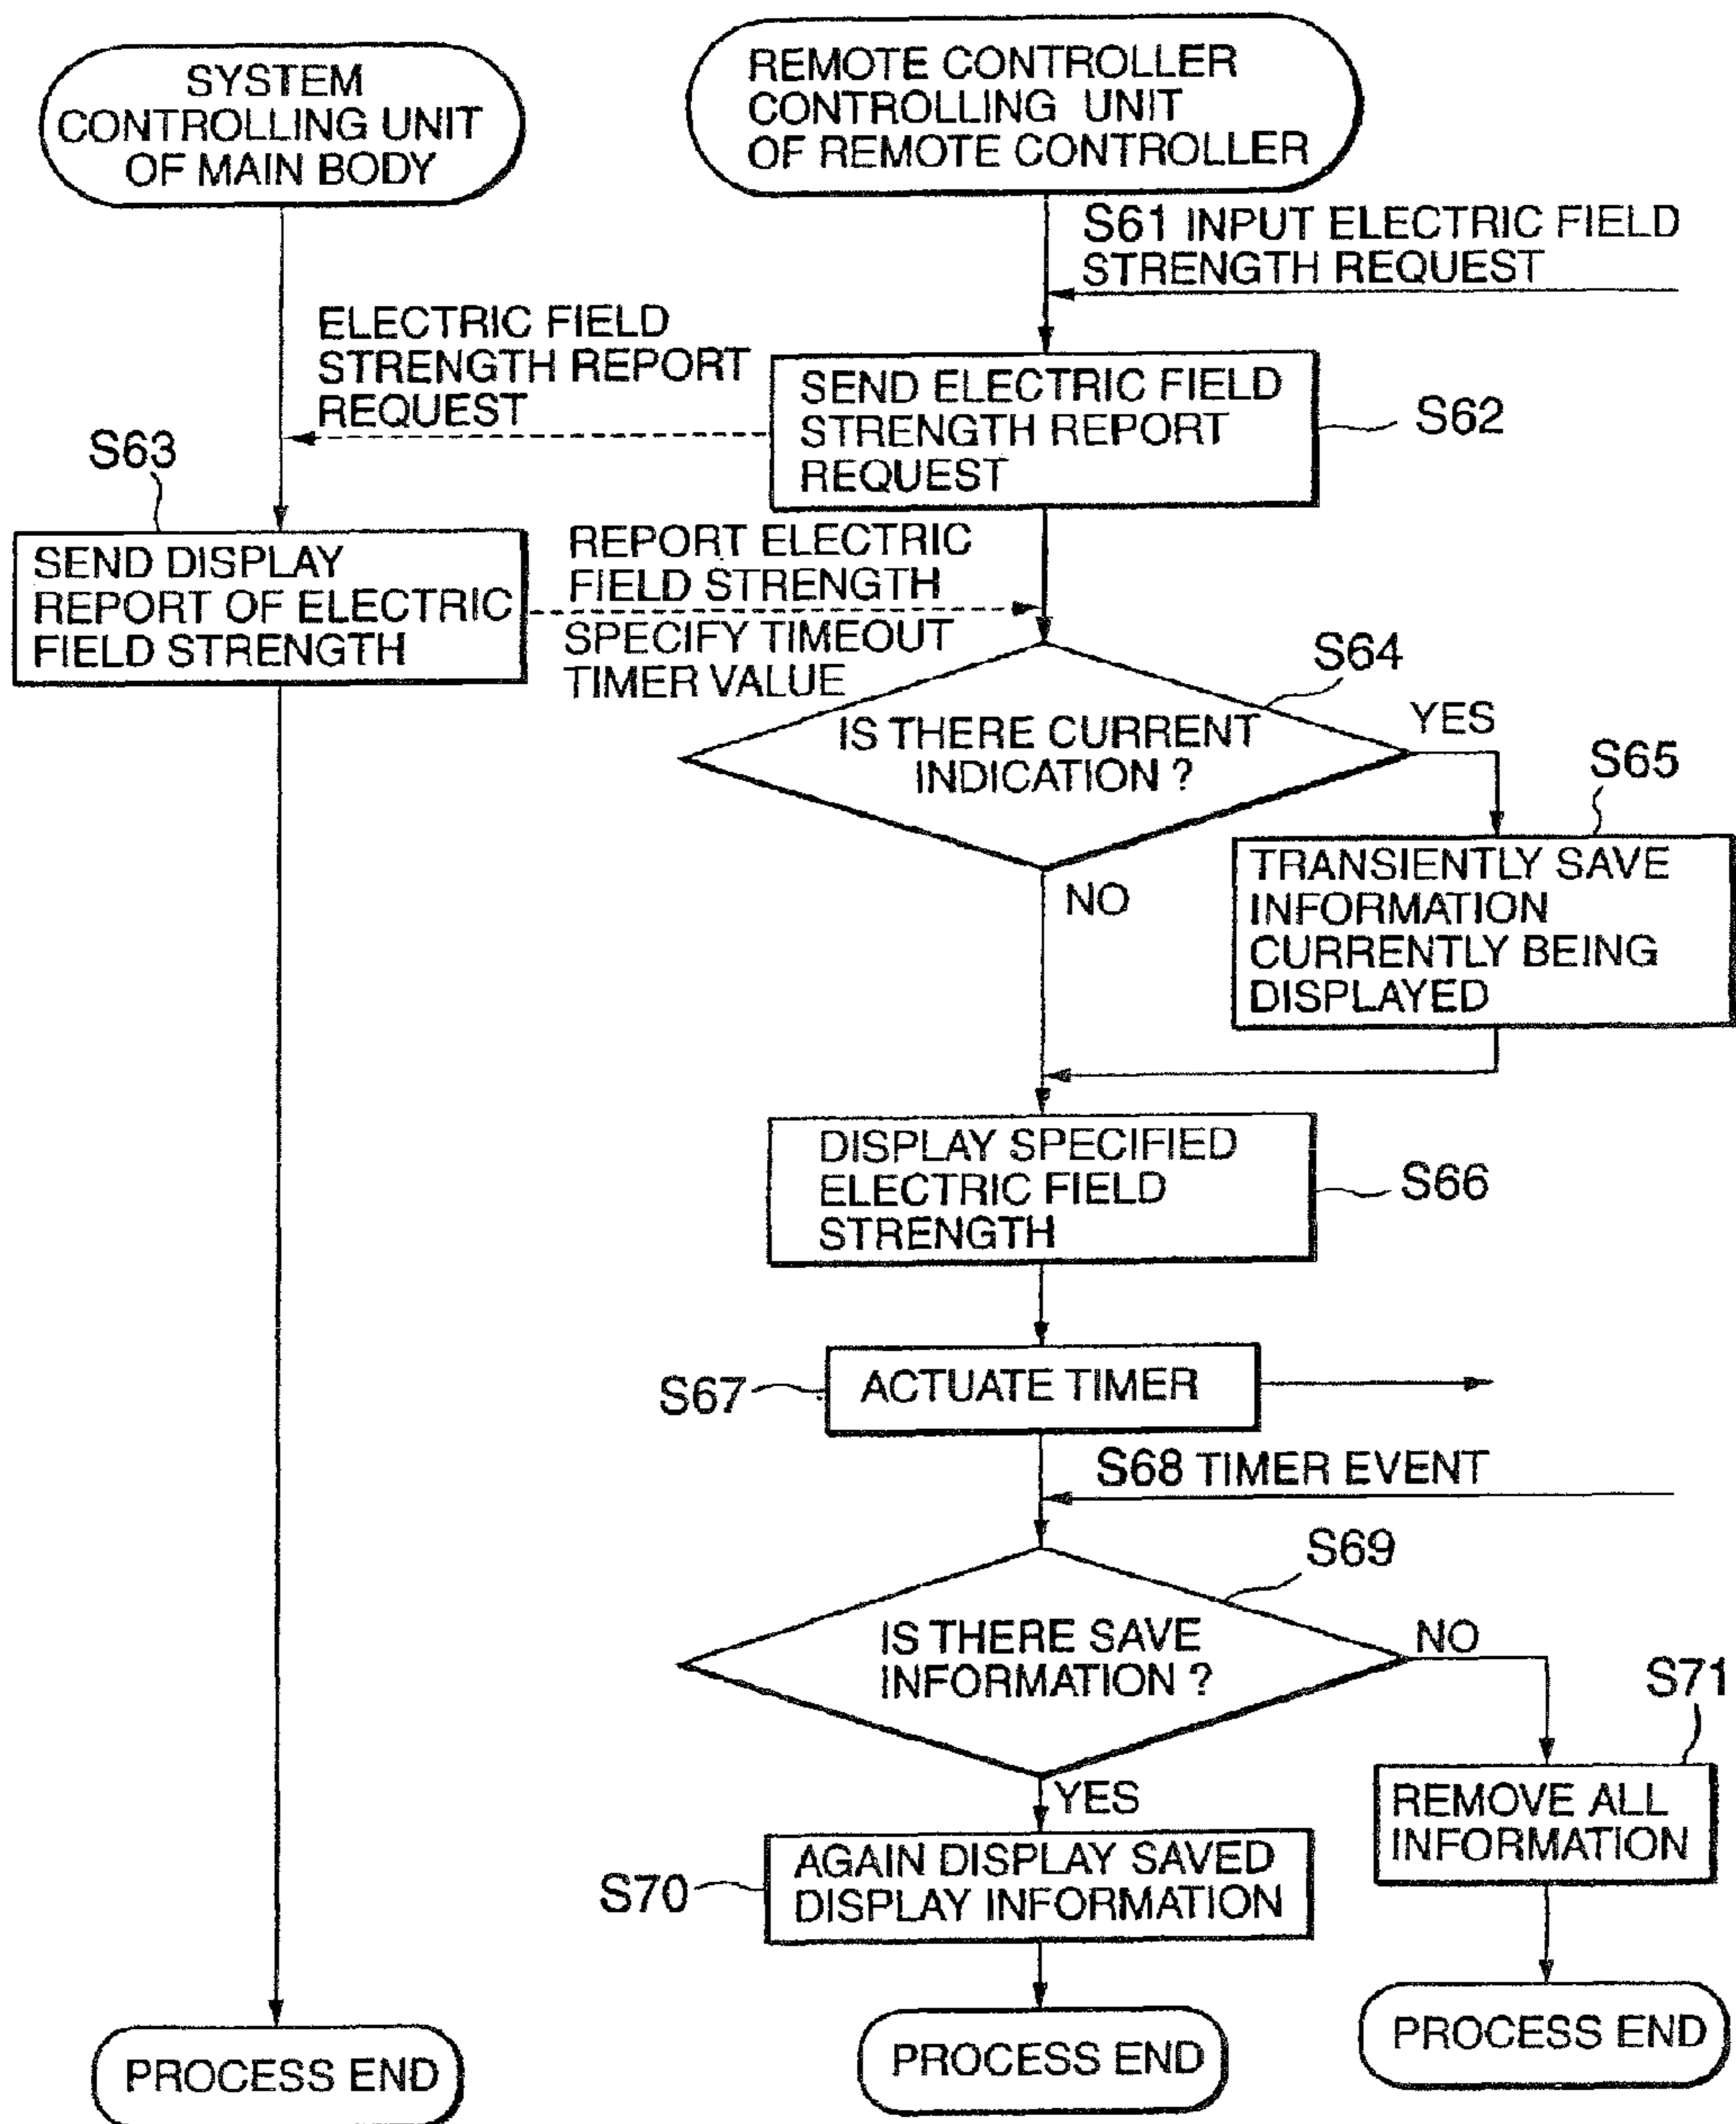 SYSTEM
CONTROLLING UNIT
OF MAIN BODY
REMOTE CONTROLLER
CONTROLLING UNIT
OF REMOTE CONTROLLER
S61 INPUT ELECTRIC FIELD
STRENGTH REQUEST
ELECTRIC FIELD
STRENGTH REPORT
REQUEST
SEND ELECTRIC FIELD
STRENGTH REPORT
REQUEST
S62
S63
SEND DISPLAY
REPORT OF ELECTRIC
FIELD STRENGTH
REPORT ELECTRIC
FIELD STRENGTH
SPECIFY TIMEOUT
TIMER VALUE
S64
IS THERE CURRENT
INDICATION ?
YES
NO
S65
TRANSIENTLY SAVE
INFORMATION
CURRENTLY BEING
DISPLAYED
DISPLAY SPECIFIED
ELECTRIC FIELD
STRENGTH
S66
S67
ACTUATE TIMER
S68 TIMER EVENT
S69
IS THERE SAVE
INFORMATION ?
NO
YES
S71
REMOVE ALL
INFORMATION
S70
AGAIN DISPLAY SAVED
DISPLAY INFORMATION
PROCESS END
PROCESS END
PROCESS END